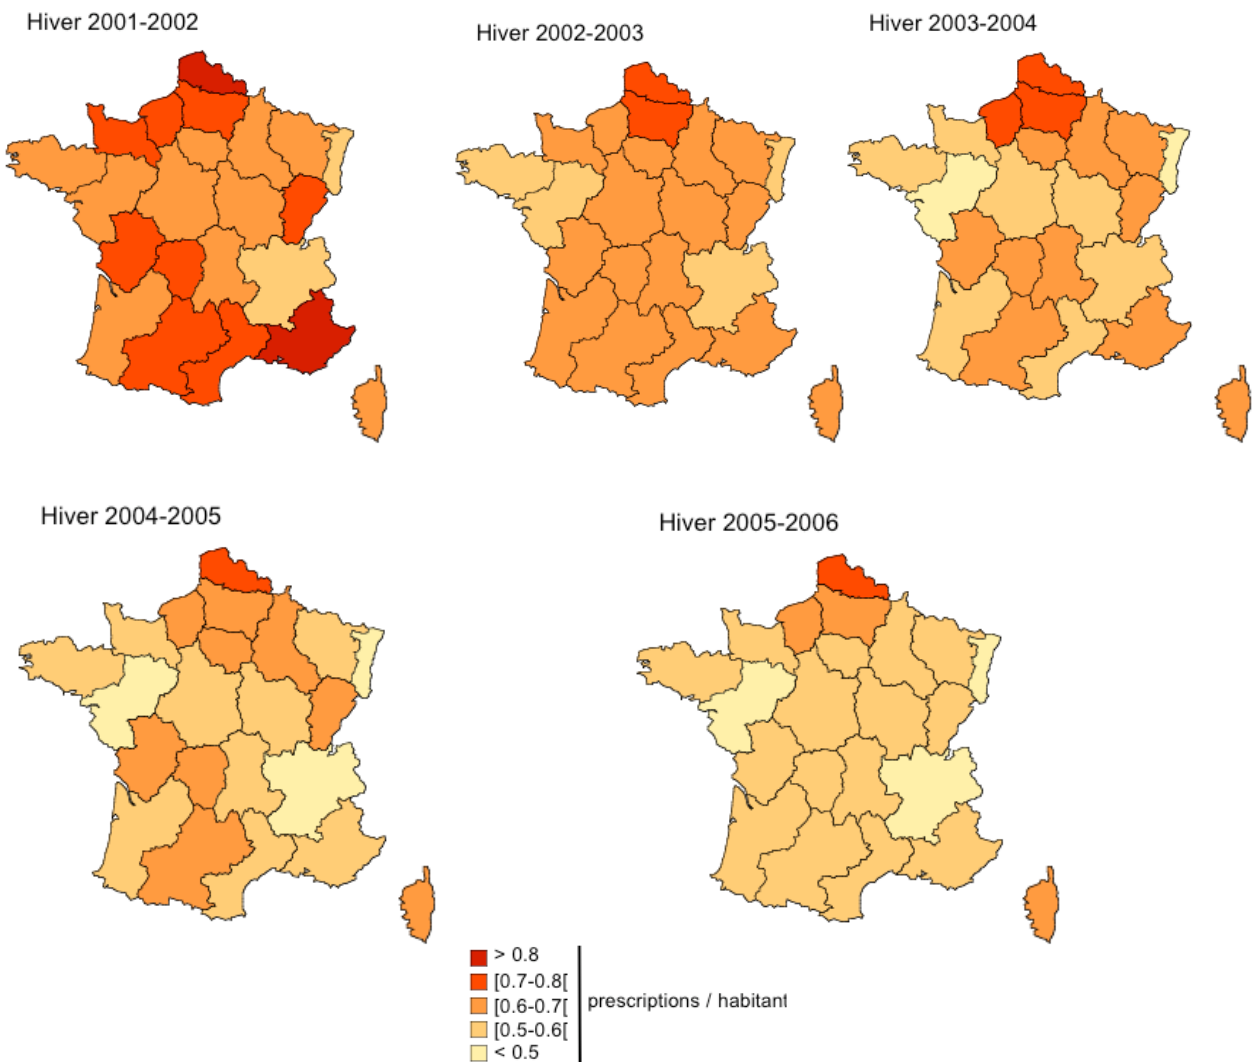 Hiver 2001-2002
Hiver 2002-2003
Hiver 2003-2004
Hiver 2004-2005
Hiver 2005-2006
> 0.8
[0.7-0.8[
[0.6-0.7[
[0.5-0.6[
< 0.5
prescriptions / habitant